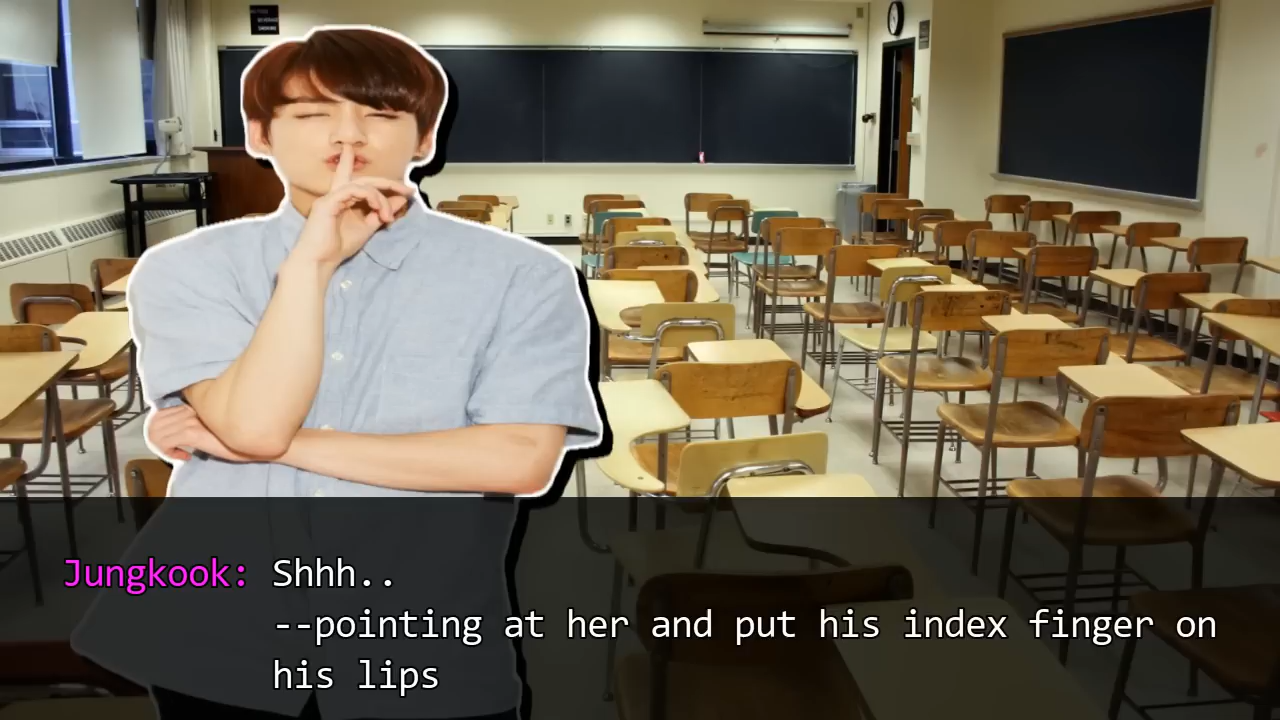 Jungkook: Shhh..
--pointing at her and put his index finger on
his lips